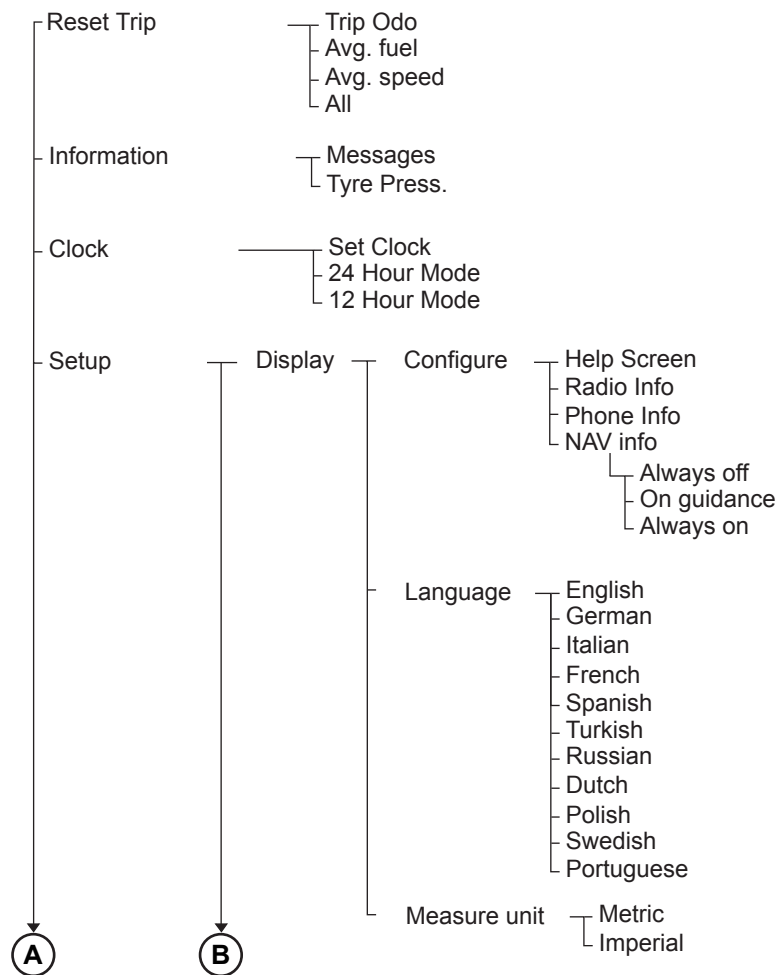 Reset Trip
Trip Odo
Avg. fuel
Avg. speed
All
Information
Messages
Tyre Press.
Clock
Set Clock
24 Hour Mode
12 Hour Mode
Setup
Display
Configure
Help Screen
Radio Info
Phone Info
NAV info
Always off
On guidance
Always on
Language
English
German
Italian
French
Spanish
Turkish
Russian
Dutch
Polish
Swedish
Portuguese
Measure unit
Metric
Imperial
A
B